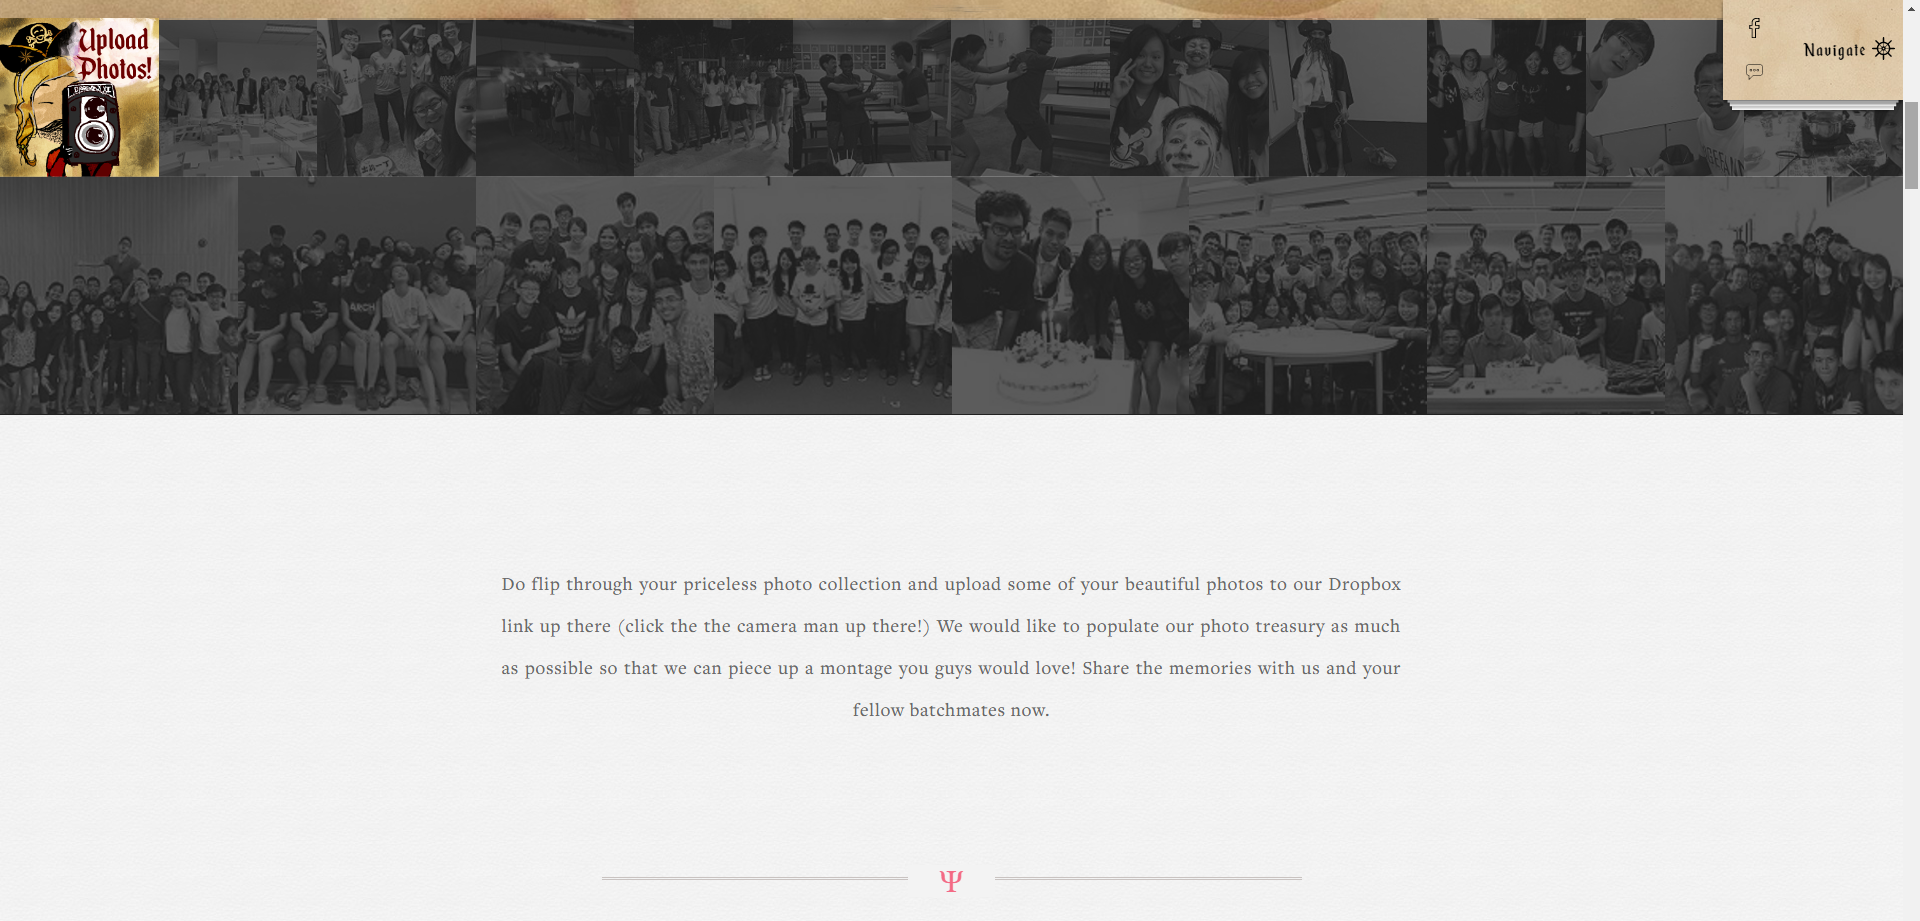 Upload
Photos!
Navigate
ARCH
Do flip through your priceless photo collection and upload some of your beautiful photos to our Dropbox
link up there (click the the camera man up there!) We would like to populate our photo treasury as much
as possible so that we can piece up a montage you guys would love! Share the memories with us and your
fellow batchmates now.
Ψ